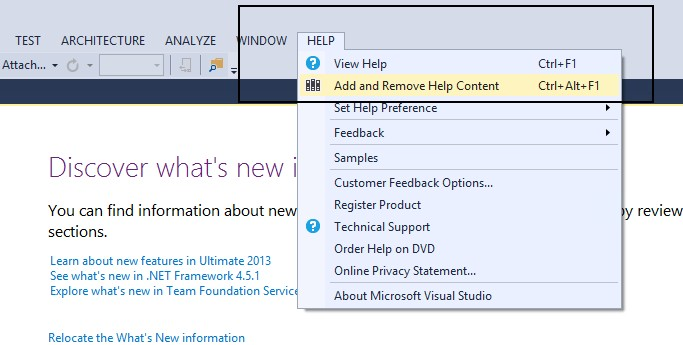 TEST ARCHITECTURE ANALYZE WINDOW HELP
Attach...
View Help Ctrl+F1
Add and Remove Help Content Ctrl+Alt+F1
Set Help Preference
Feedback
Samples
Customer Feedback Options...
Register Product
Technical Support
Order Help on DVD
Online Privacy Statement...
About Microsoft Visual Studio
Discover what's new i
You can find information about new by review
sections.
Learn about new features in Ultimate 2013
See what's new in .NET Framework 4.5.1
Explore what's new in Team Foundation Service
Relocate the What's New information